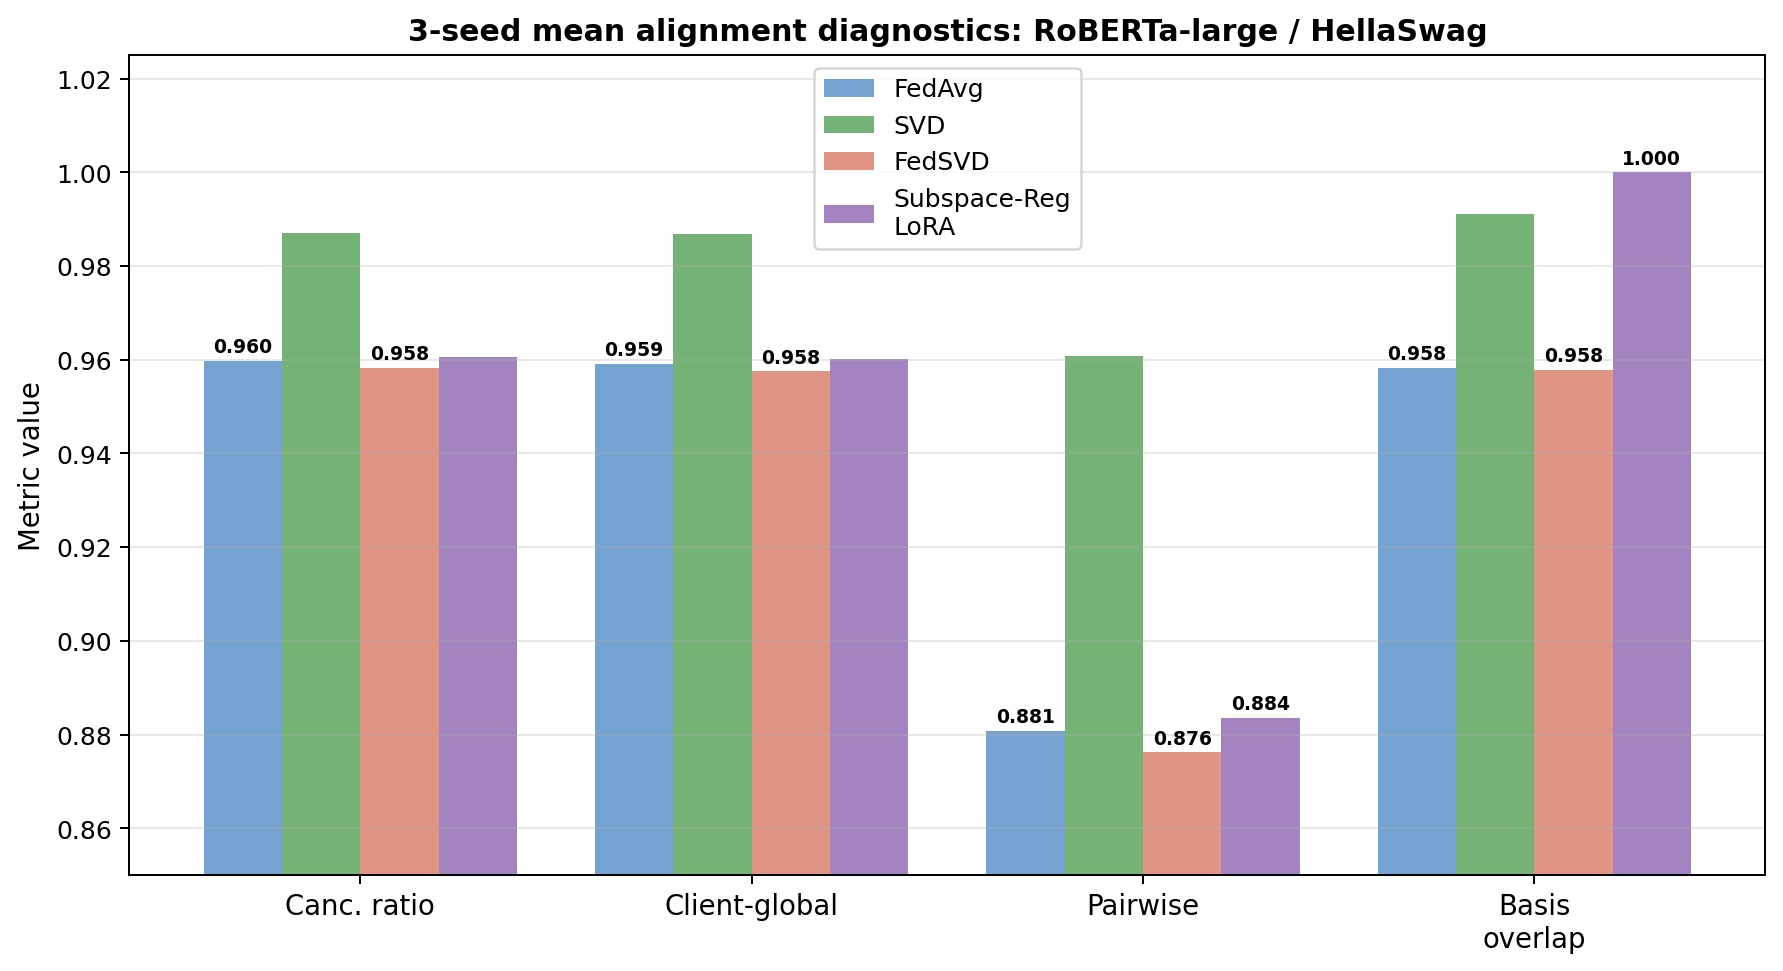 3-seed mean alignment diagnostics: RoBERTa-large / HellaSwag
FedAvg
SVD
FedSVD
Subspace-Reg
LoRA
Metric value
1.02
1.00
0.98
0.96
0.94
0.92
0.90
0.88
0.86
0.960
0.958
0.959
0.958
0.881
0.876
0.884
0.958
0.958
1.000
Canc. ratio
Client-global
Pairwise
Basis
overlap